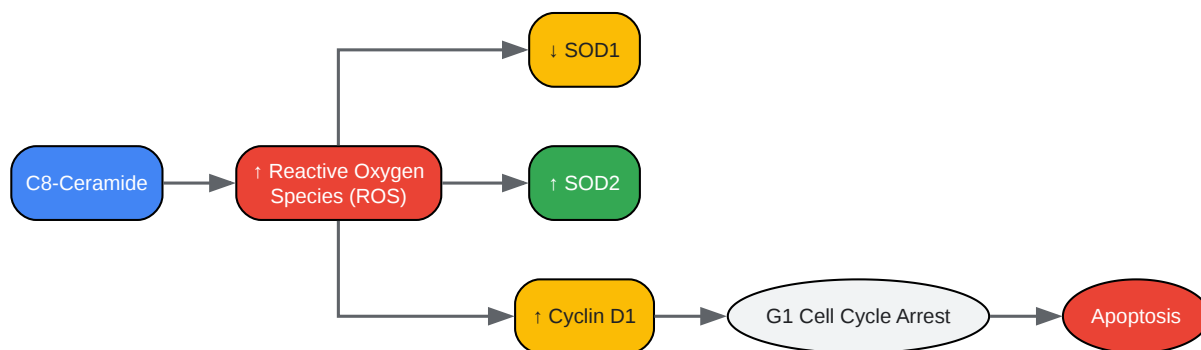 ↓ SOD1
C8-Ceramide
↑ Reactive Oxygen
Species (ROS)
↑ SOD2
↑ Cyclin D1
G1 Cell Cycle Arrest
Apoptosis